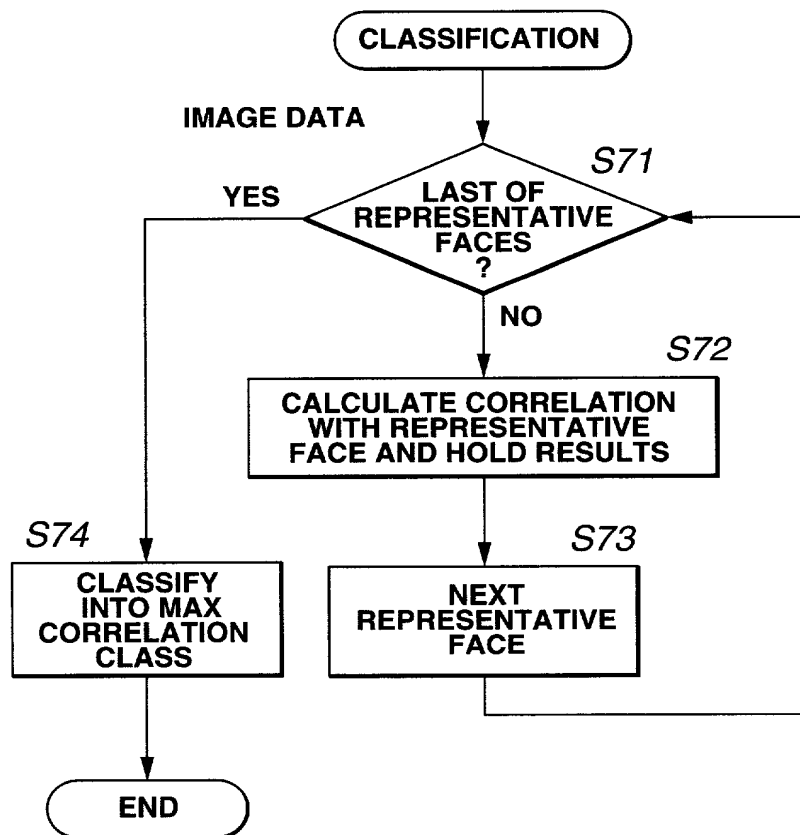 CLASSIFICATION
IMAGE DATA
S71
YES
LAST OF
REPRESENTATIVE
FACES
?
NO
S72
CALCULATE CORRELATION
WITH REPRESENTATIVE
FACE AND HOLD RESULTS
S74
S73
CLASSIFY
INTO MAX
CORRELATION
CLASS
NEXT
REPRESENTATIVE
FACE
END